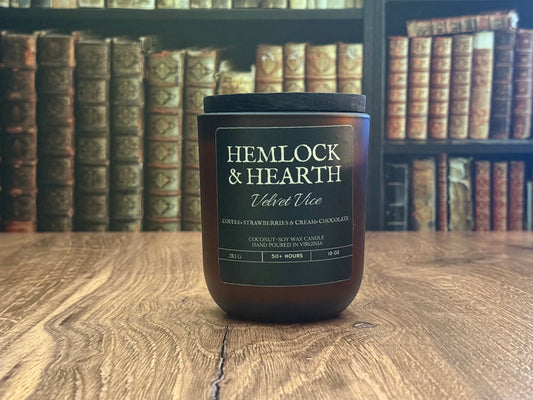 HEMLOCK
& HEARTH
Velvet Vice
COFFEE• STRAWBERRIES & CREAM• CHOCOLATE
COCONUT-SOY WAX CANDLE
HAND POURED IN VIRGINIA
283 G 50+ HOURS 10 OZ